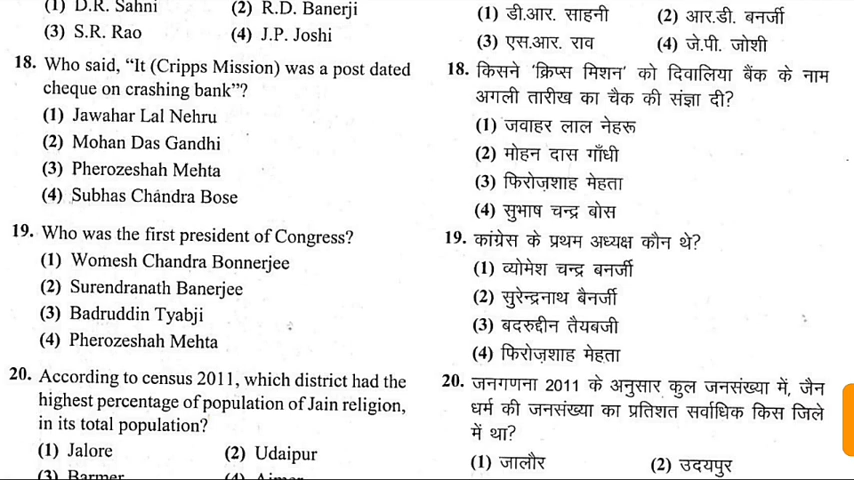 (1) D.R. Sahni (2) R.D. Banerji
(3) S.R. Rao (4) J.P. Joshi
18. Who said, “It (Cripps Mission) was a post dated
cheque on crashing bank”?
(1) Jawahar Lal Nehru
(2) Mohan Das Gandhi
(3) Pherozeshah Mehta
(4) Subhas Chandra Bose
19. Who was the first president of Congress?
(1) Womesh Chandra Bonnerjee
(2) Surendranath Banerjee
(3) Badruddin Tyabji
(4) Pherozeshah Mehta
20. According to census 2011, which district had the
highest percentage of population of Jain religion,
in its total population?
(1) Jalore (2) Udaipur
(3) Barmer (4) Ajmer
(1) डी.आर. साहनी (2) आर.डी. बनर्जी
(3) एस.आर. राव (4) जे.पी. जोशी
18. किसने ‘क्रिप्स मिशन’ को दिवालिया बैंक के नाम
अगली तारीख का चैक की संज्ञा दी?
(1) जवाहर लाल नेहरू
(2) मोहन दास गाँधी
(3) फिरोज़शाह मेहता
(4) सुभाष चन्द्र बोस
19. कांग्रेस के प्रथम अध्यक्ष कौन थे?
(1) व्योमेश चन्द्र बनर्जी
(2) सुरेन्द्रनाथ बैनर्जी
(3) बदरुद्दीन तैयबजी
(4) फिरोज़शाह मेहता
20. जनगणना 2011 के अनुसार कुल जनसंख्या में, जैन
धर्म की जनसंख्या का प्रतिशत सर्वाधिक किस जिले
में था?
(1) जालौर (2) उदयपुर